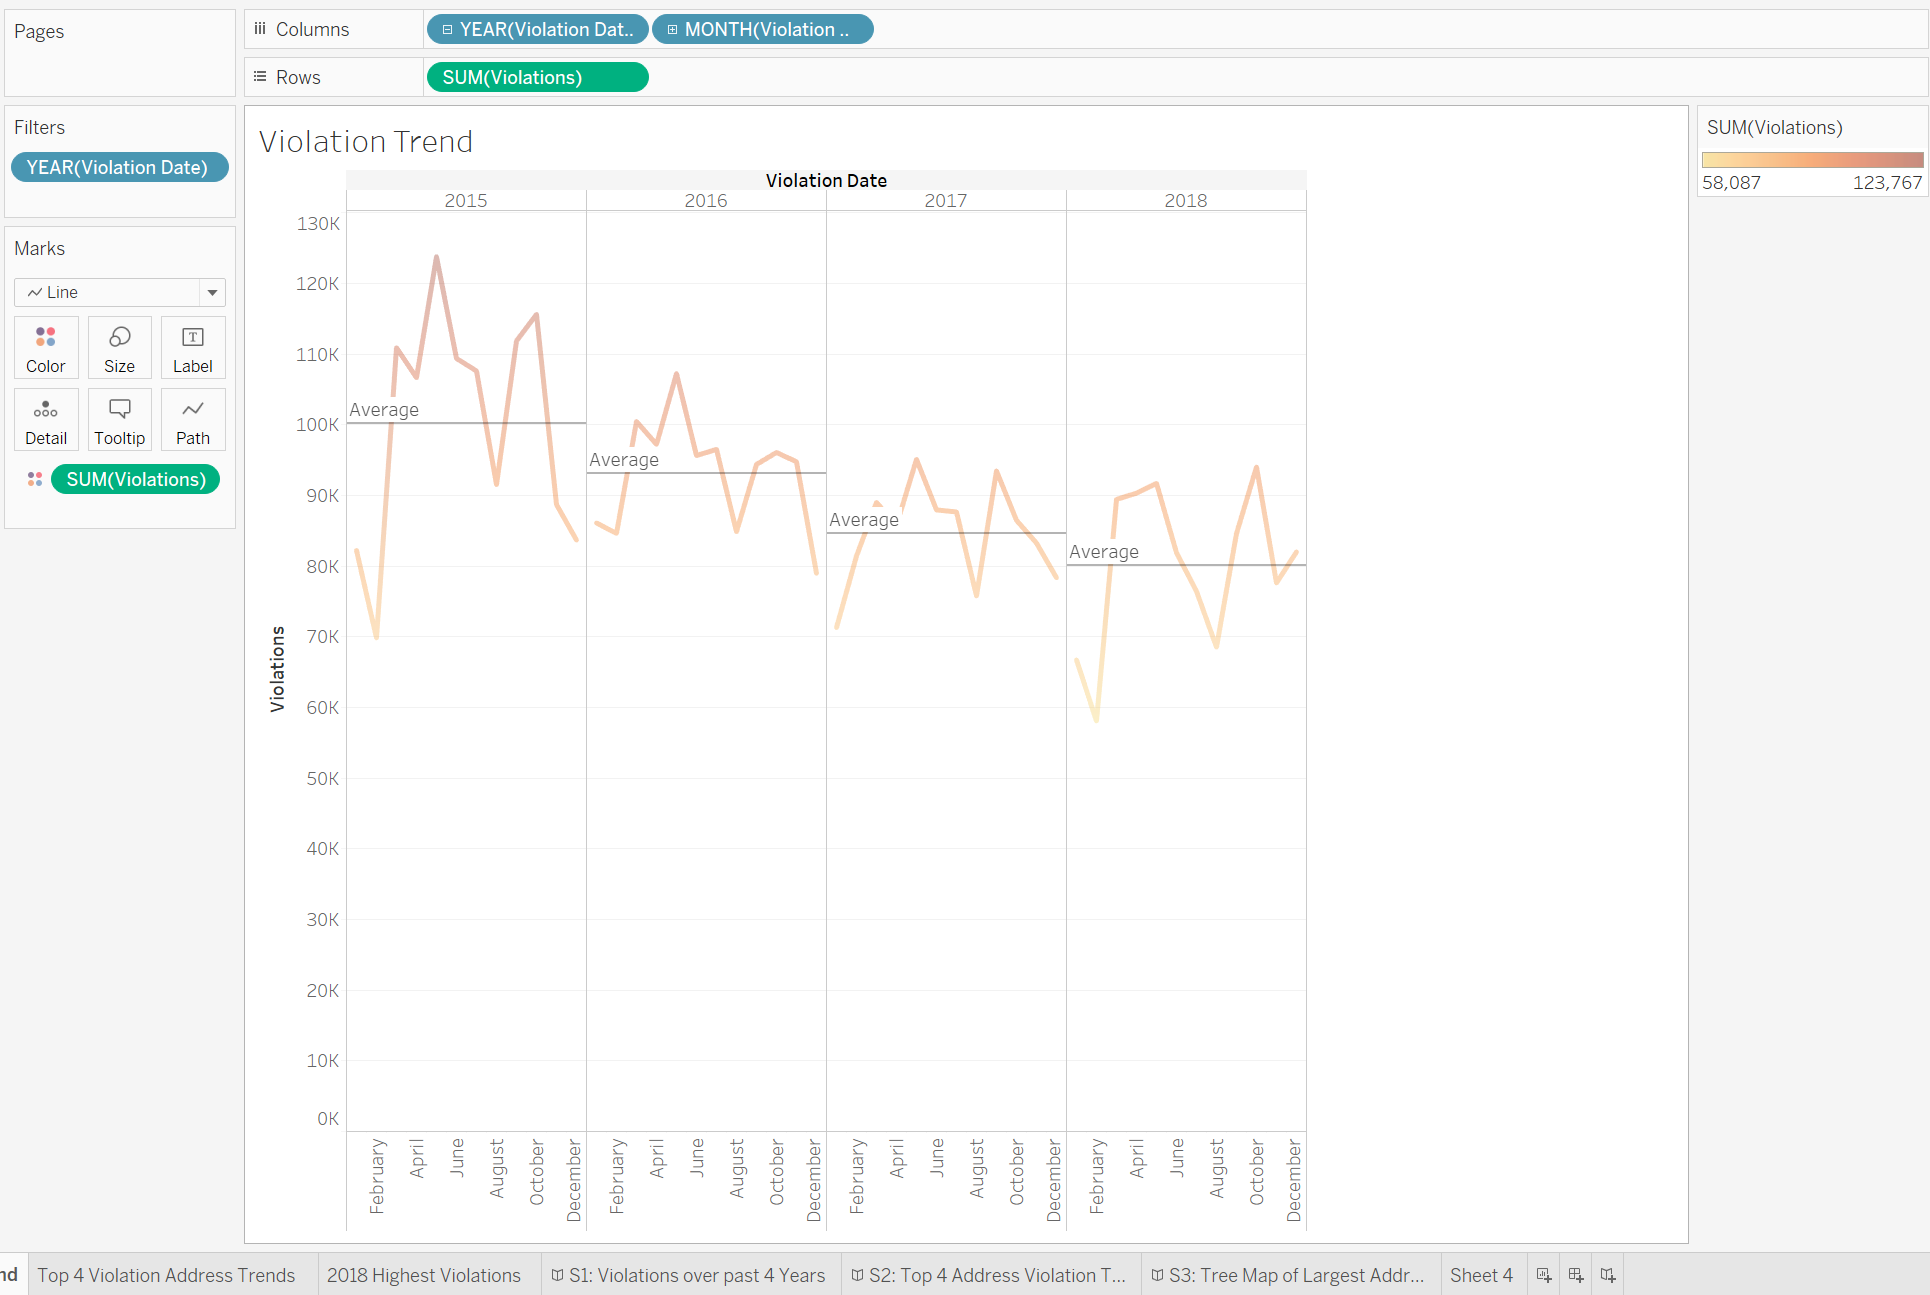 Pages
Columns
YEAR(Violation Dat..
MONTH(Violation ..
Rows
SUM(Violations)
Filters
YEAR(Violation Date)
Marks
Line
Color
Size
Label
Detail
Tooltip
Path
SUM(Violations)
Violation Trend
Violation Date
2015
2016
2017
2018
130K
120K
110K
100K
90K
80K
70K
60K
50K
40K
30K
20K
10K
0K
Violations
Average
Average
Average
Average
February
April
June
August
October
December
February
April
June
August
October
December
February
April
June
August
October
December
February
April
June
August
October
December
SUM(Violations)
58,087
123,767
nd
Top 4 Violation Address Trends
2018 Highest Violations
S1: Violations over past 4 Years
S2: Top 4 Address Violation T...
S3: Tree Map of Largest Addr...
Sheet 4